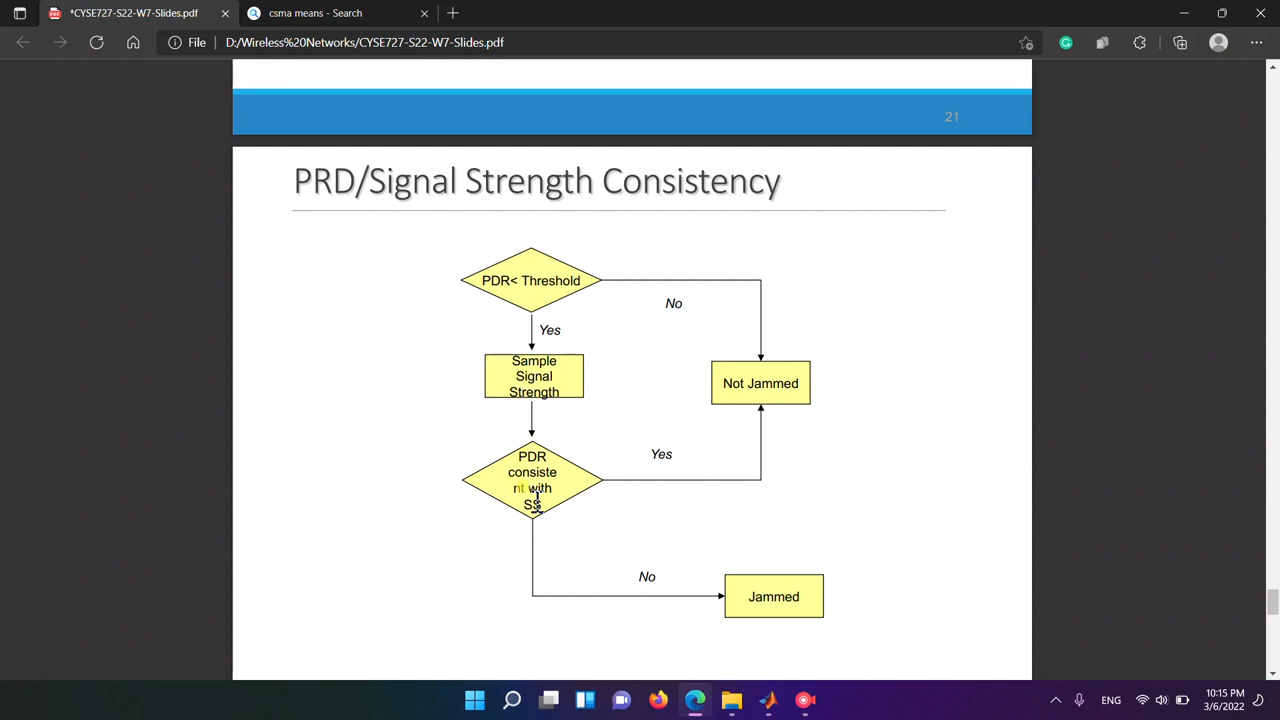 *CYSE727-S22-W7-Slides.pdf
csma means - Search
File
D:/Wireless%20Networks/CYSE727-S22-W7-Slides.pdf
21
PRD/Signal Strength Consistency
PDR< Threshold
No
Yes
Sample
Signal
Strength
Not Jammed
PDR
consiste
nt with
SS
Yes
No
Jammed
ENG
10:15 PM
3/6/2022